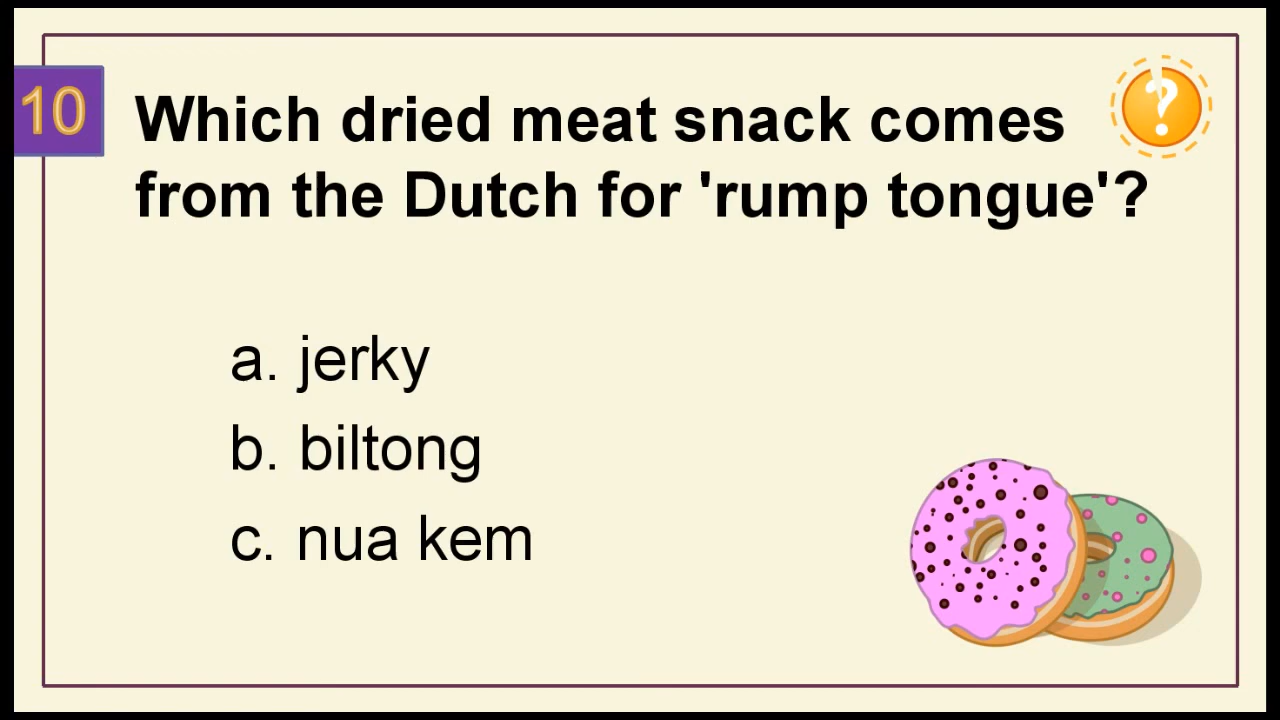 10
Which dried meat snack comes
from the Dutch for 'rump tongue'?
?
a. jerky
b. biltong
c. nua kem